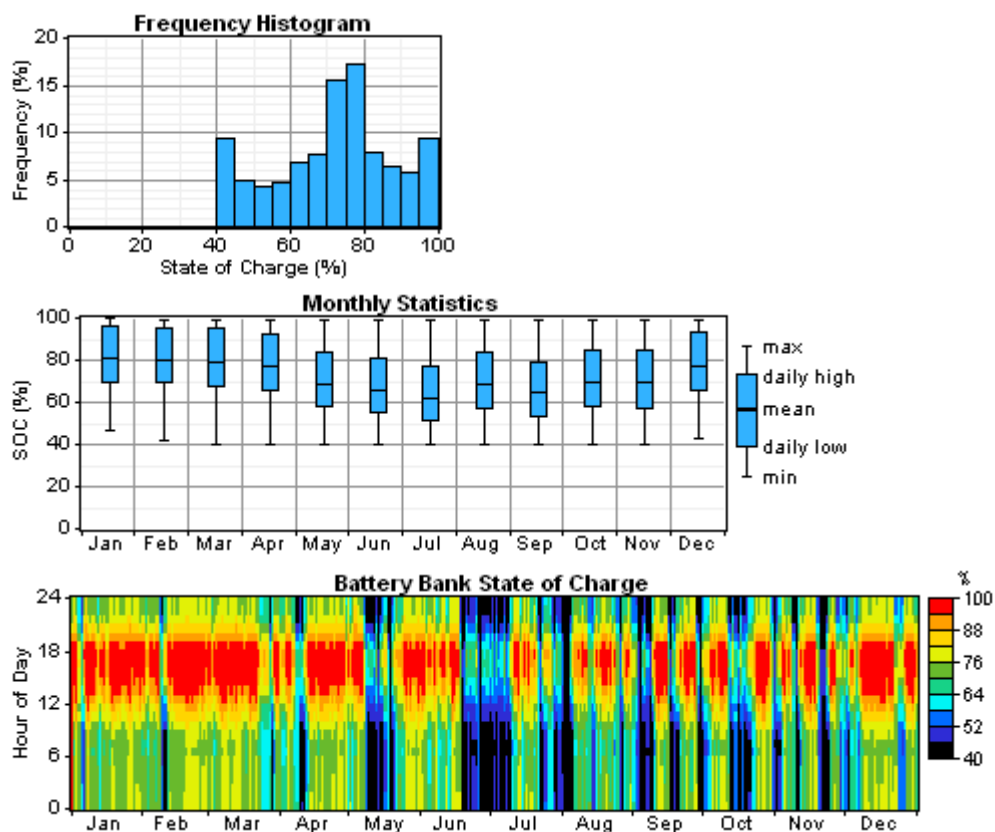 Frequency Histogram
Frequency (%)
20
15
10
5
0
0 20 40 60 80 100
State of Charge (%)
Monthly Statistics
SOC (%)
100
80
60
40
20
0
Jan Feb Mar Apr May Jun Jul Aug Sep Oct Nov Dec
max
daily high
mean
daily low
min
Battery Bank State of Charge
Hour of Day
24
18
12
6
0
Jan Feb Mar Apr May Jun Jul Aug Sep Oct Nov Dec
%
100
88
76
64
52
40